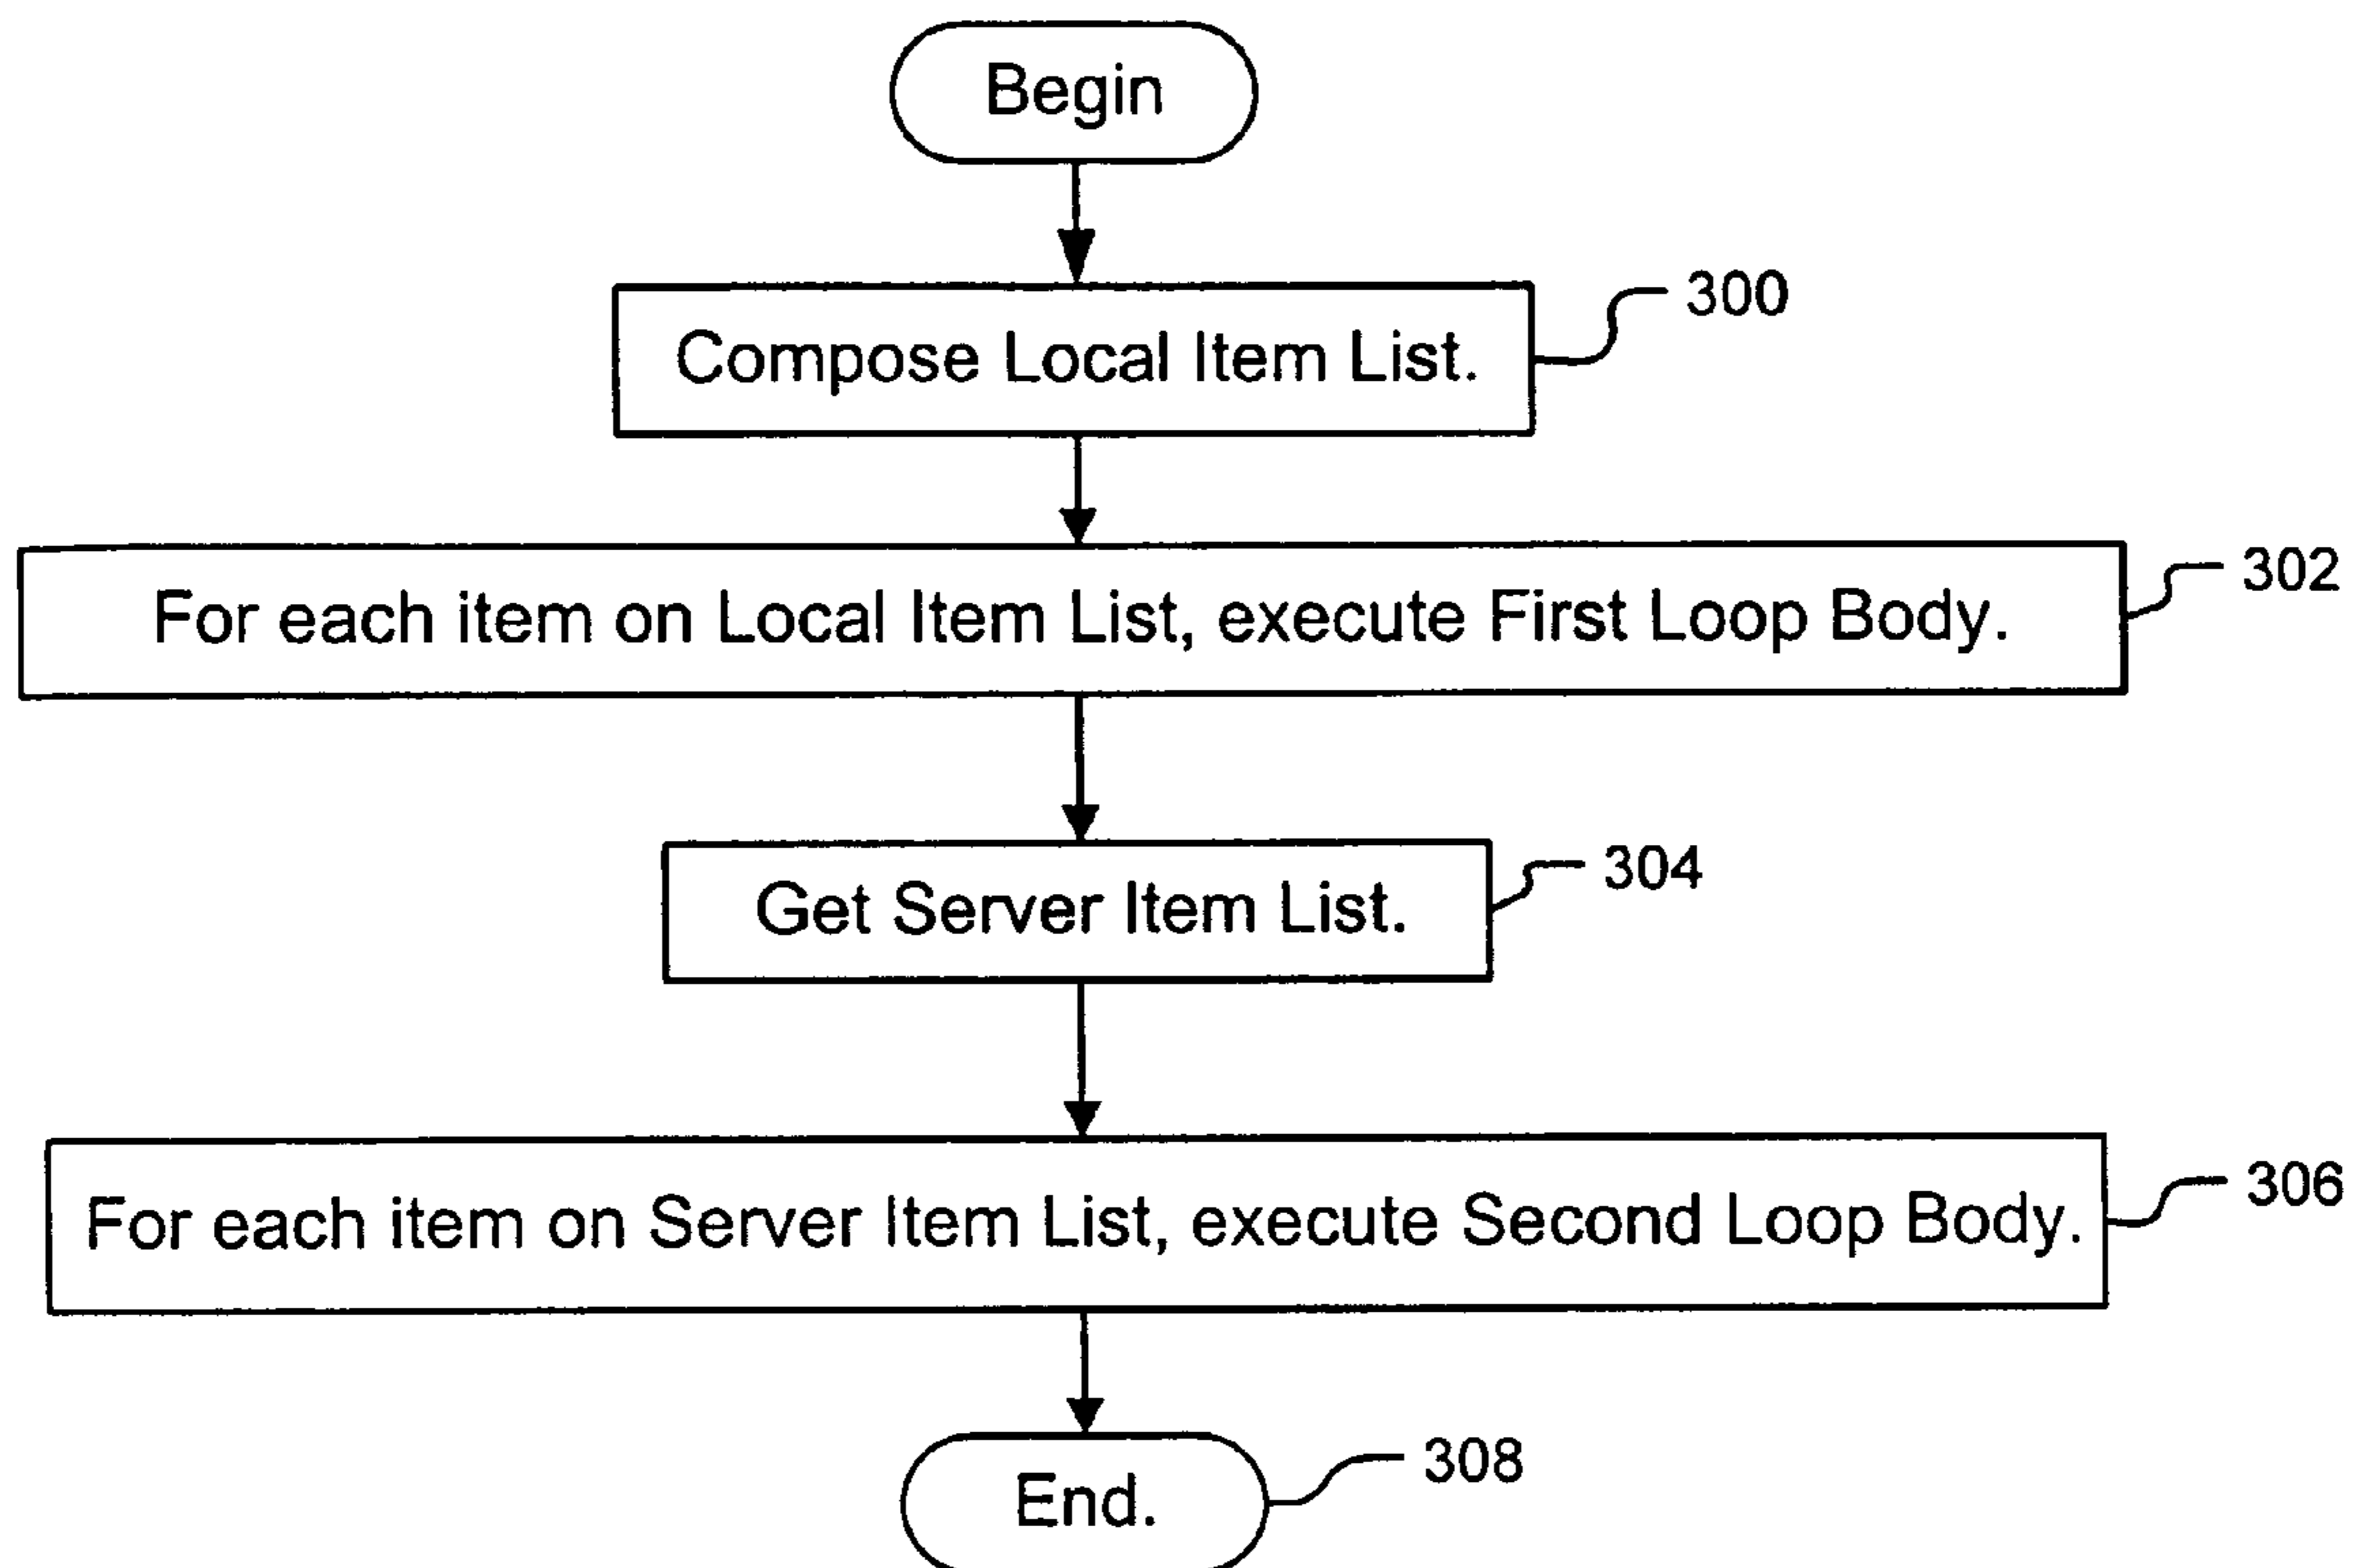 Begin
Compose Local Item List.
300
For each item on Local Item List, execute First Loop Body.
302
Get Server Item List.
304
For each item on Server Item List, execute Second Loop Body.
306
End.
308